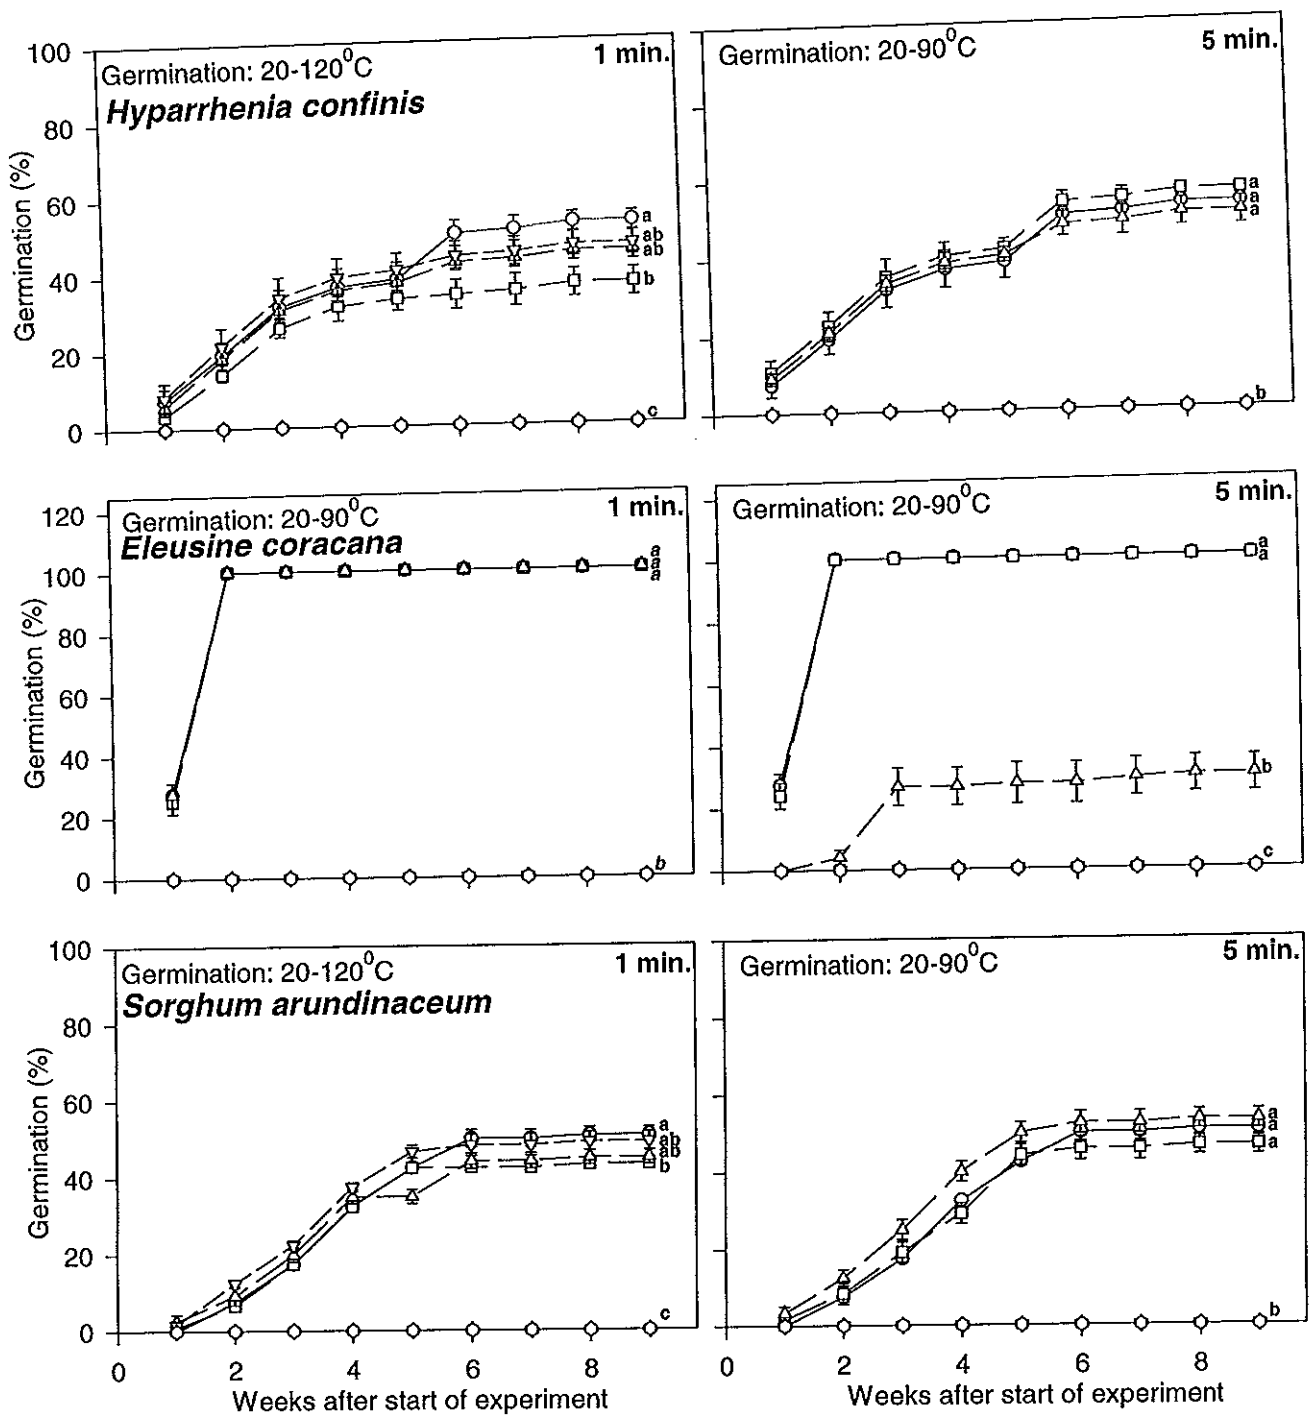 100
80
60
40
20
0
Germination (%)
Germination: 20-120⁰C
1 min.
Hyparrhenia confinis
a
ab
ab
b
c
Germination: 20-90⁰C
5 min.
a
a
a
b
120
100
80
60
40
20
0
Germination (%)
Germination: 20-90⁰C
1 min.
Eleusine coracana
a
a
a
b
Germination: 20-90⁰C
5 min.
a
a
b
c
100
80
60
40
20
0
Germination (%)
Germination: 20-120⁰C
1 min.
Sorghum arundinaceum
a
ab
ab
b
c
0 2 4 6 8
Weeks after start of experiment
Germination: 20-90⁰C
5 min.
a
a
a
b
0 2 4 6 8
Weeks after start of experiment